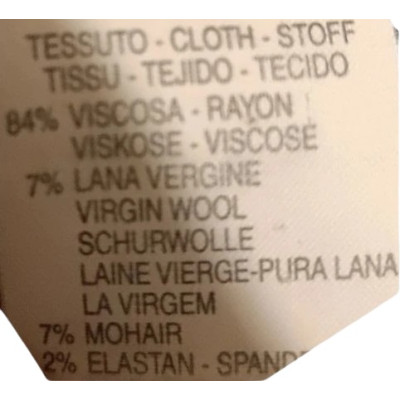 TESSUTO - CLOTH - STOFF
TISSU - TEJIDO - TECIDO
84% VISCOSA - RAYON
VISKOSE - VISCOSE
7% LANA VERGINE
VIRGIN WOOL
SCHURWOLLE
LAINE VIERGE-PURA LANA
LA VIRGEM
7% MOHAIR
2% ELASTAN -